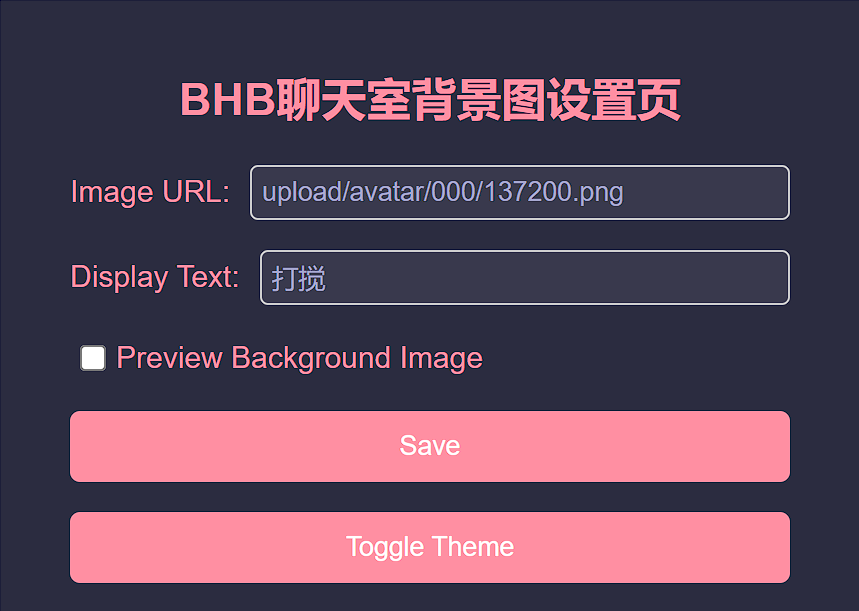 BHB聊天室背景图设置页
Image URL: upload/avatar/000/137200.png
Display Text: 打搅
Preview Background Image
Save
Toggle Theme